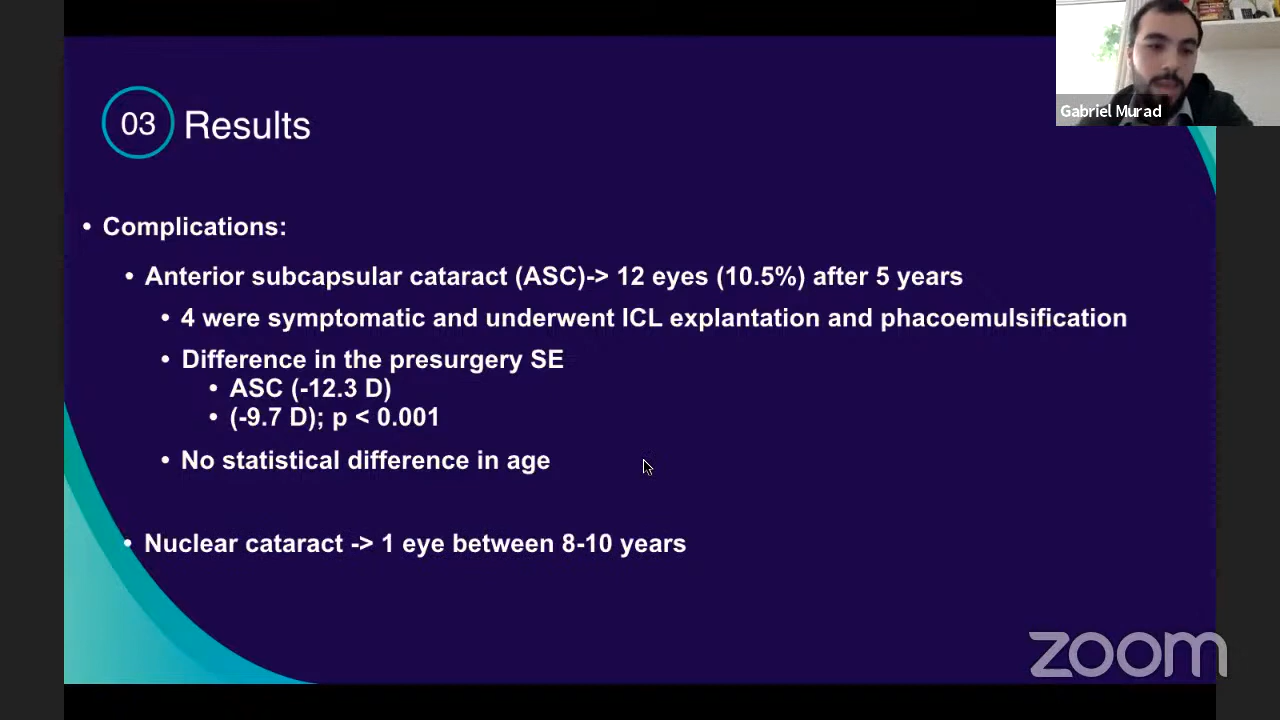 Gabriel Murad
03 Results
• Complications:
• Anterior subcapsular cataract (ASC)-> 12 eyes (10.5%) after 5 years
• 4 were symptomatic and underwent ICL explantation and phacoemulsification
• Difference in the presurgery SE
• ASC (-12.3 D)
• (-9.7 D); p < 0.001
• No statistical difference in age
• Nuclear cataract -> 1 eye between 8-10 years
zoom